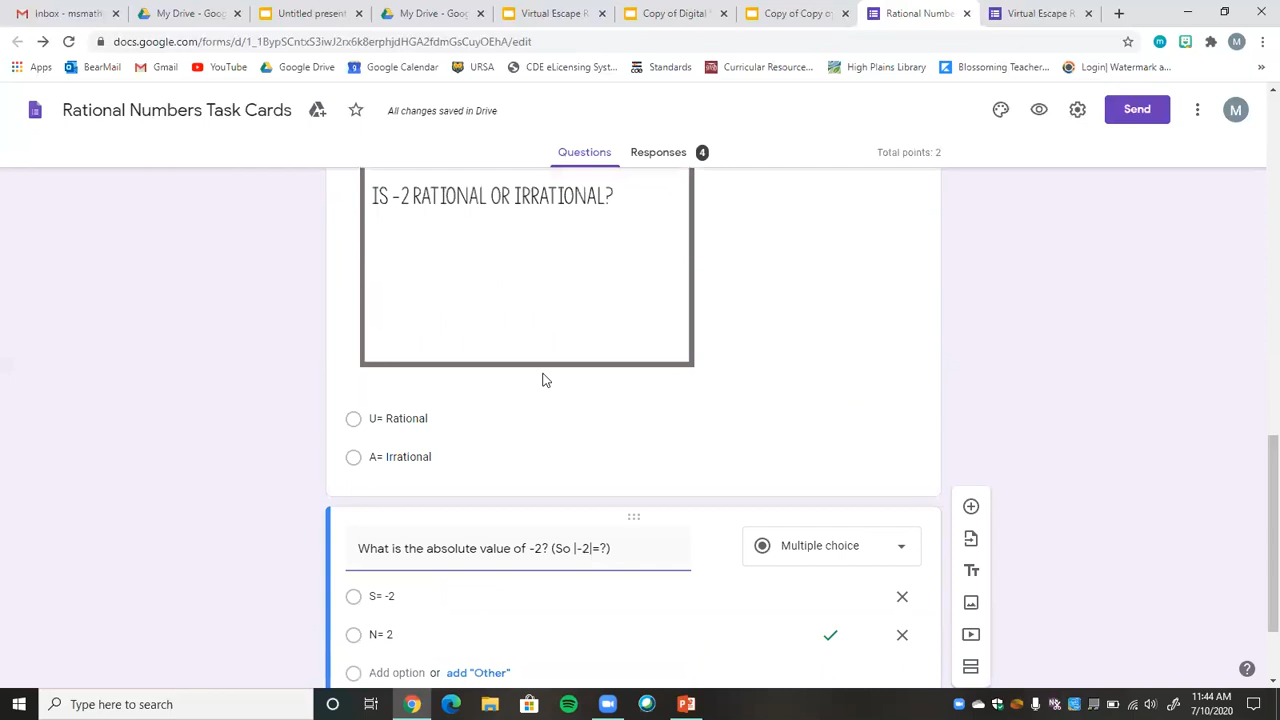 Inbox - msmath
My Drive - Goog
Untitled present
My Drive - Goog
Virtual Escape R
Copy of Digital
Copy of Copy o
Rational Numbe
Virtual Escape R
docs.google.com/forms/d/1_1BypSCntxS3iwJ2rx6k8erphjdHGA2fdmGsCuyOEhA/edit
M
Apps
BearMail
Gmail
YouTube
Google Drive
Google Calendar
URSA
CDE eLicensing Syst...
Standards
Curricular Resource...
High Plains Library
Blossoming Teacher...
Login| Watermark a...
Rational Numbers Task Cards
All changes saved in Drive
Send
M
Questions
Responses 4
Total points: 2
IS -2 RATIONAL OR IRRATIONAL?
U= Rational
A= Irrational
What is the absolute value of -2? (So |-2|=?)
Multiple choice
S= -2
N= 2
Add option or add "Other"
Type here to search
11:44 AM
7/10/2020